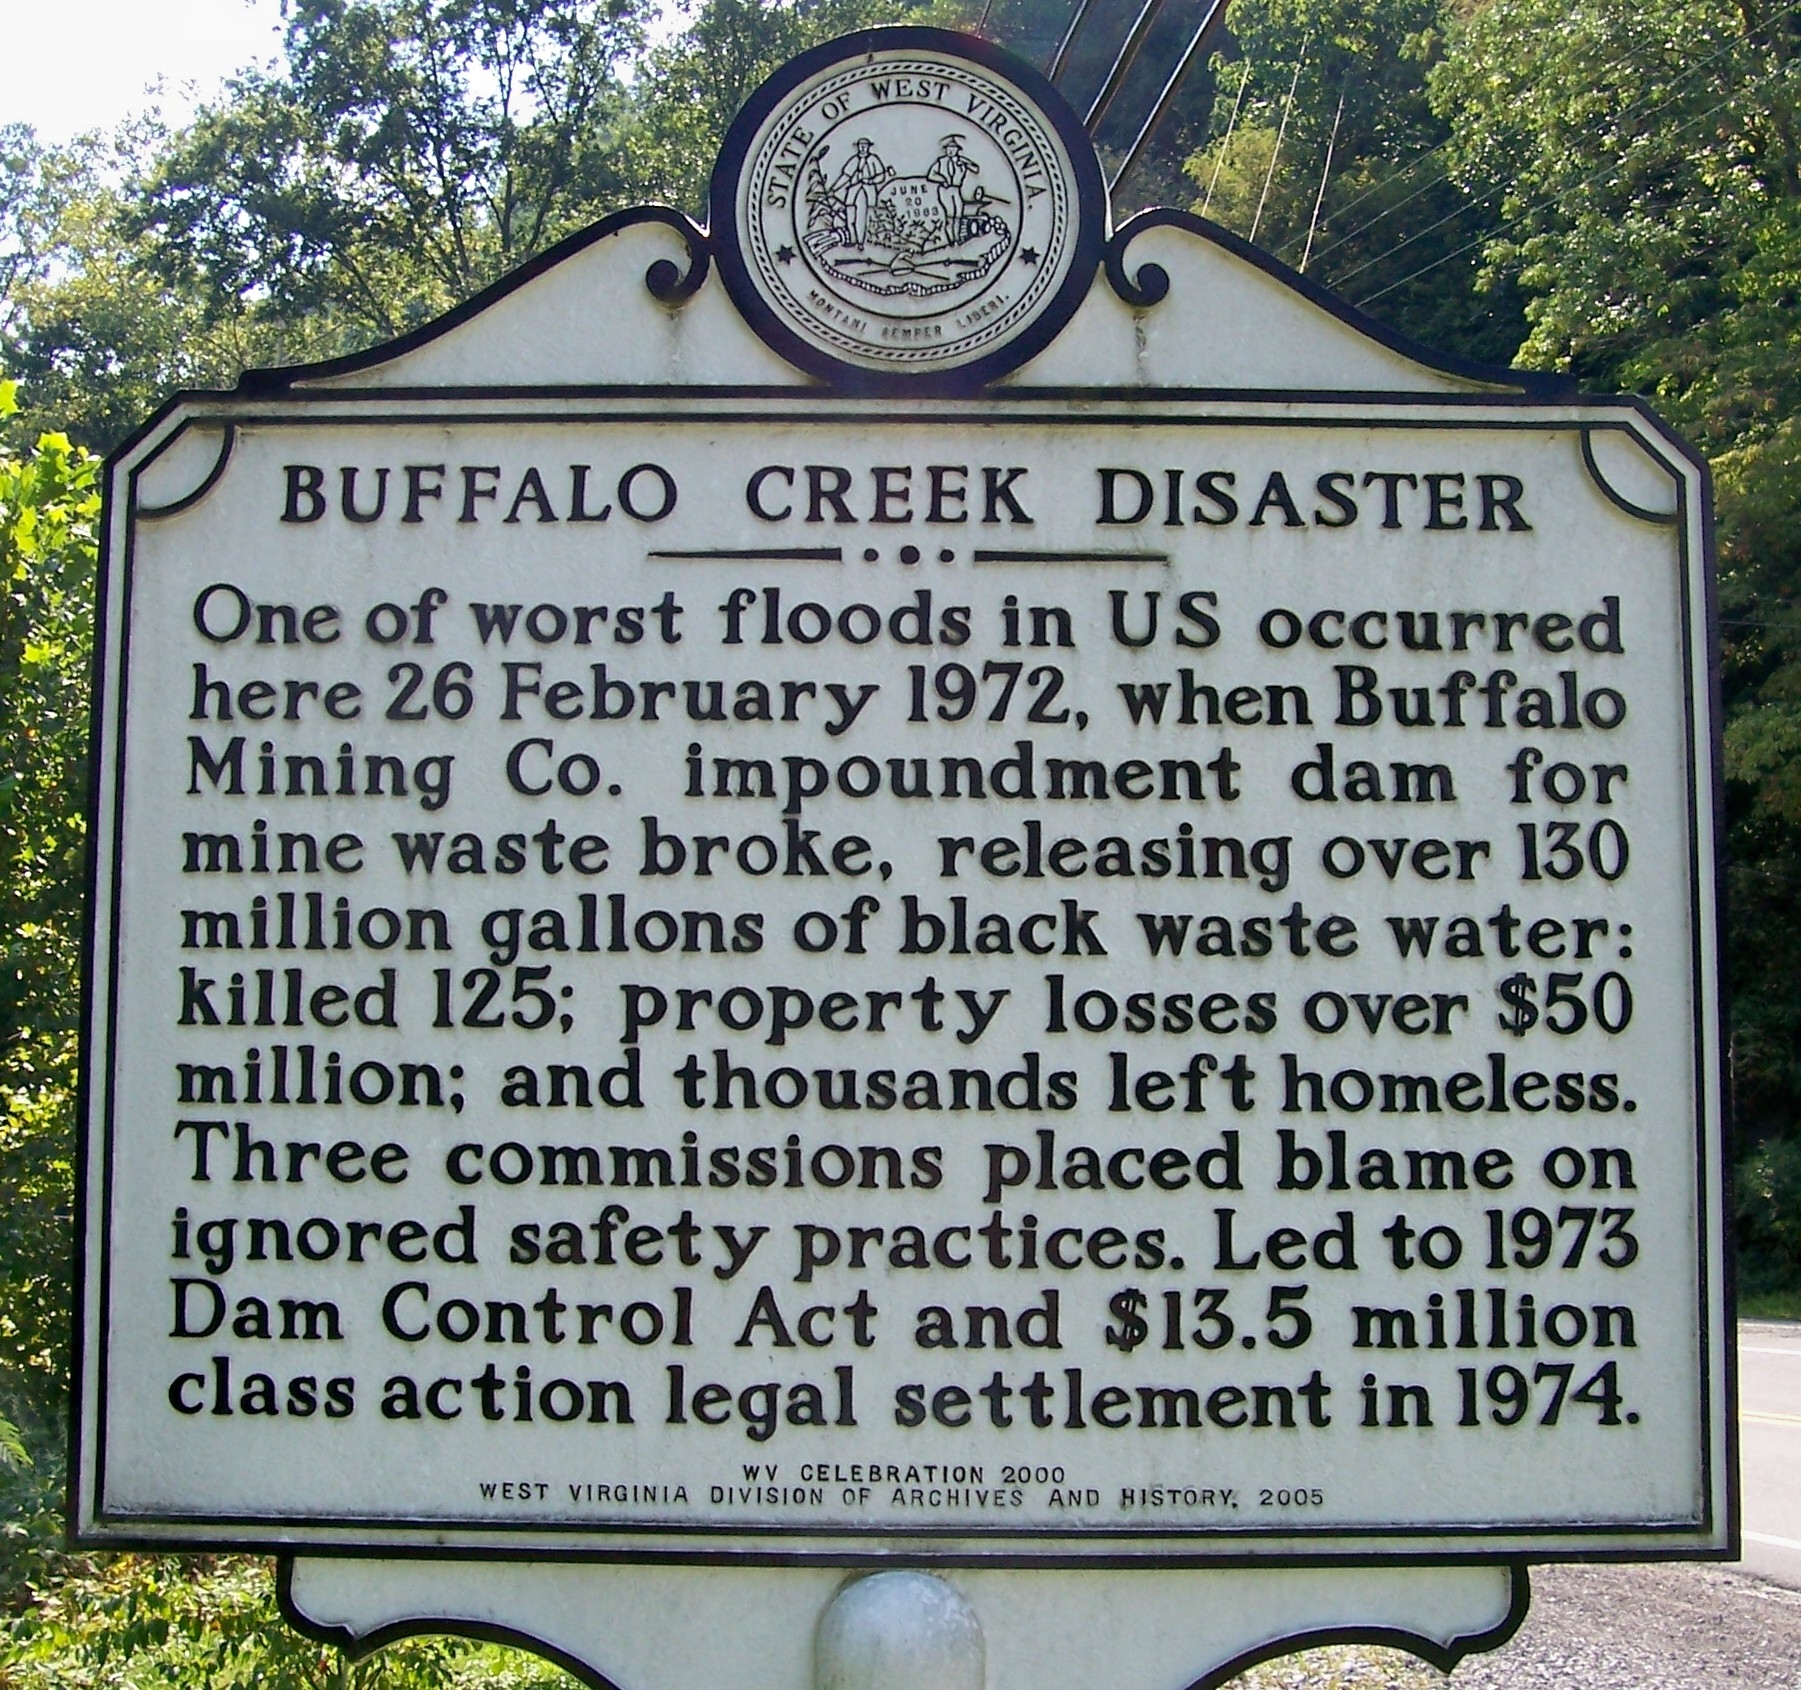 STATE OF WEST VIRGINIA.
JUNE
20
1863
MONTANI SEMPER LIBERI.
BUFFALO CREEK DISASTER
One of worst floods in US occurred
here 26 February 1972, when Buffalo
Mining Co. impoundment dam for
mine waste broke, releasing over 130
million gallons of black waste water:
killed 125; property losses over $50
million; and thousands left homeless.
Three commissions placed blame on
ignored safety practices. Led to 1973
Dam Control Act and $13.5 million
class action legal settlement in 1974.
WV CELEBRATION 2000
WEST VIRGINIA DIVISION OF ARCHIVES AND HISTORY, 2005